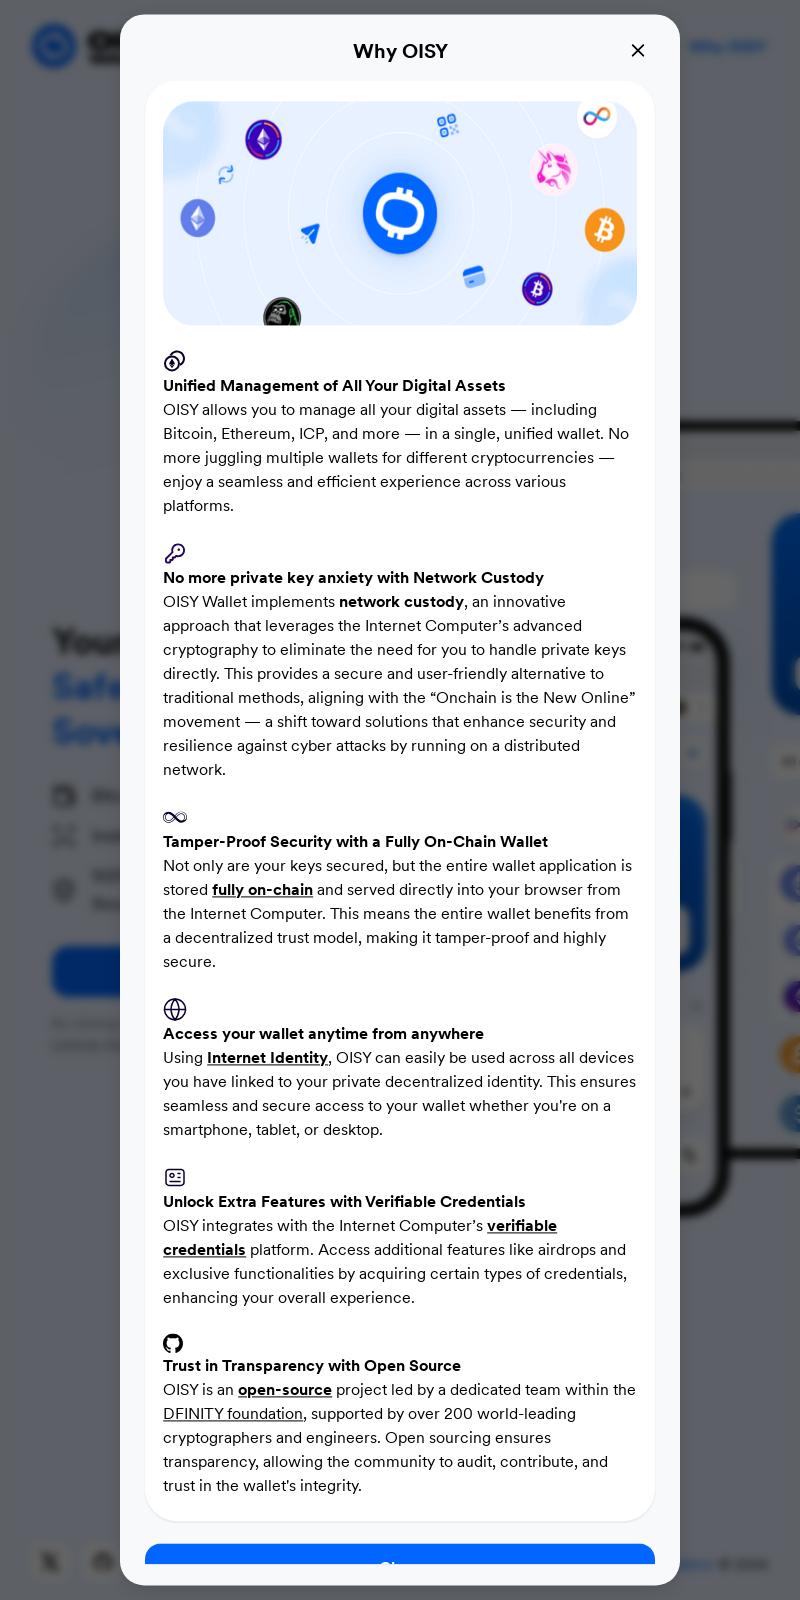 Why OISY
Why OISY
Unified Management of All Your Digital Assets
OISY allows you to manage all your digital assets — including
Bitcoin, Ethereum, ICP, and more — in a single, unified wallet. No
more juggling multiple wallets for different cryptocurrencies —
enjoy a seamless and efficient experience across various
platforms.
No more private key anxiety with Network Custody
OISY Wallet implements network custody, an innovative
approach that leverages the Internet Computer’s advanced
cryptography to eliminate the need for you to handle private keys
directly. This provides a secure and user-friendly alternative to
traditional methods, aligning with the “Onchain is the New Online”
movement — a shift toward solutions that enhance security and
resilience against cyber attacks by running on a distributed
network.
Tamper-Proof Security with a Fully On-Chain Wallet
Not only are your keys secured, but the entire wallet application is
stored fully on-chain and served directly into your browser from
the Internet Computer. This means the entire wallet benefits from
a decentralized trust model, making it tamper-proof and highly
secure.
Access your wallet anytime from anywhere
Using Internet Identity, OISY can easily be used across all devices
you have linked to your private decentralized identity. This ensures
seamless and secure access to your wallet whether you're on a
smartphone, tablet, or desktop.
Unlock Extra Features with Verifiable Credentials
OISY integrates with the Internet Computer’s verifiable
credentials platform. Access additional features like airdrops and
exclusive functionalities by acquiring certain types of credentials,
enhancing your overall experience.
Trust in Transparency with Open Source
OISY is an open-source project led by a dedicated team within the
DFINITY foundation, supported by over 200 world-leading
cryptographers and engineers. Open sourcing ensures
transparency, allowing the community to audit, contribute, and
trust in the wallet's integrity.